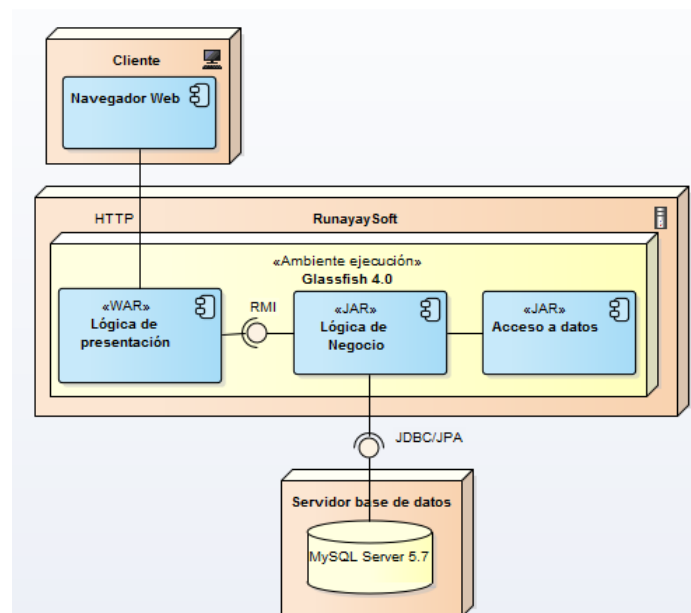 Cliente
Navegador Web
HTTP
RunayaySoft
«Ambiente ejecución»
Glassfish 4.0
«WAR»
Lógica de
presentación
RMI
«JAR»
Lógica de
Negocio
«JAR»
Acceso a datos
JDBC/JPA
Servidor base de datos
MySQL Server 5.7